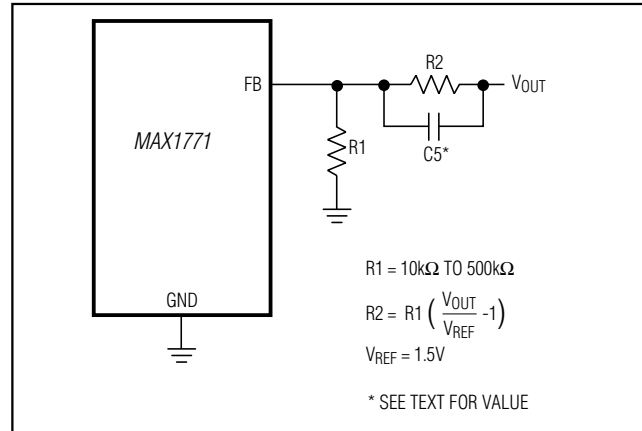 R2
FB
VOUT
MAX1771
R1
C5*
R1 = 10kΩ TO 500kΩ
GND
R2 = R1 ( VOUT / VREF -1)
VREF = 1.5V
* SEE TEXT FOR VALUE